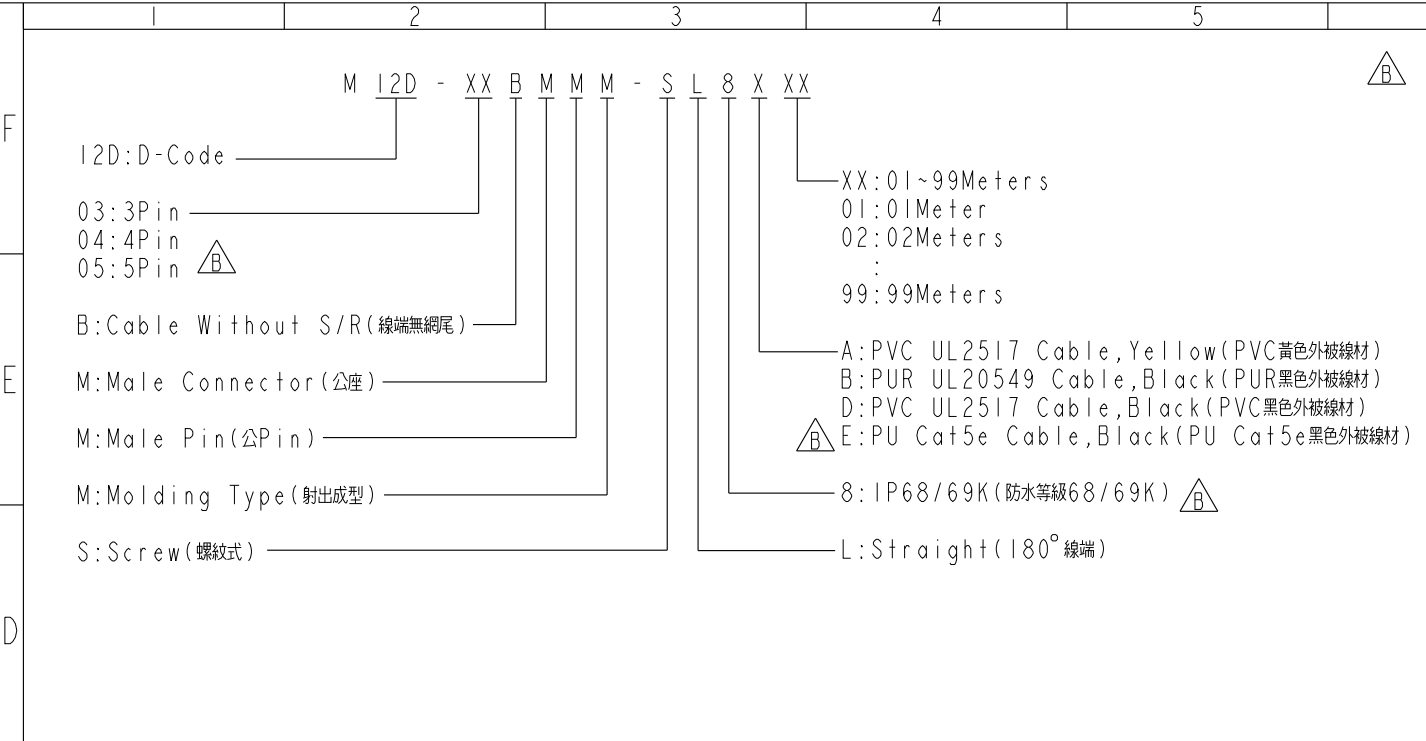 1 2 3 4 5
B
M 12D - XX B M M M - S L 8 X XX
F
12D:D-Code
03:3Pin
04:4Pin
05:5Pin B
B:Cable Without S/R(線端無網尾)
E
M:Male Connector(公座)
M:Male Pin(公Pin)
M:Molding Type(射出成型)
S:Screw(螺紋式)
XX:01~99Meters
01:01Meter
02:02Meters
:
99:99Meters
A:PVC UL2517 Cable,Yellow(PVC黃色外被線材)
B:PUR UL20549 Cable,Black(PUR黑色外被線材)
D:PVC UL2517 Cable,Black(PVC黑色外被線材)
B E:PU Cat5e Cable,Black(PU Cat5e黑色外被線材)
8:IP68/69K(防水等級68/69K) B
L:Straight(180°線端)
D